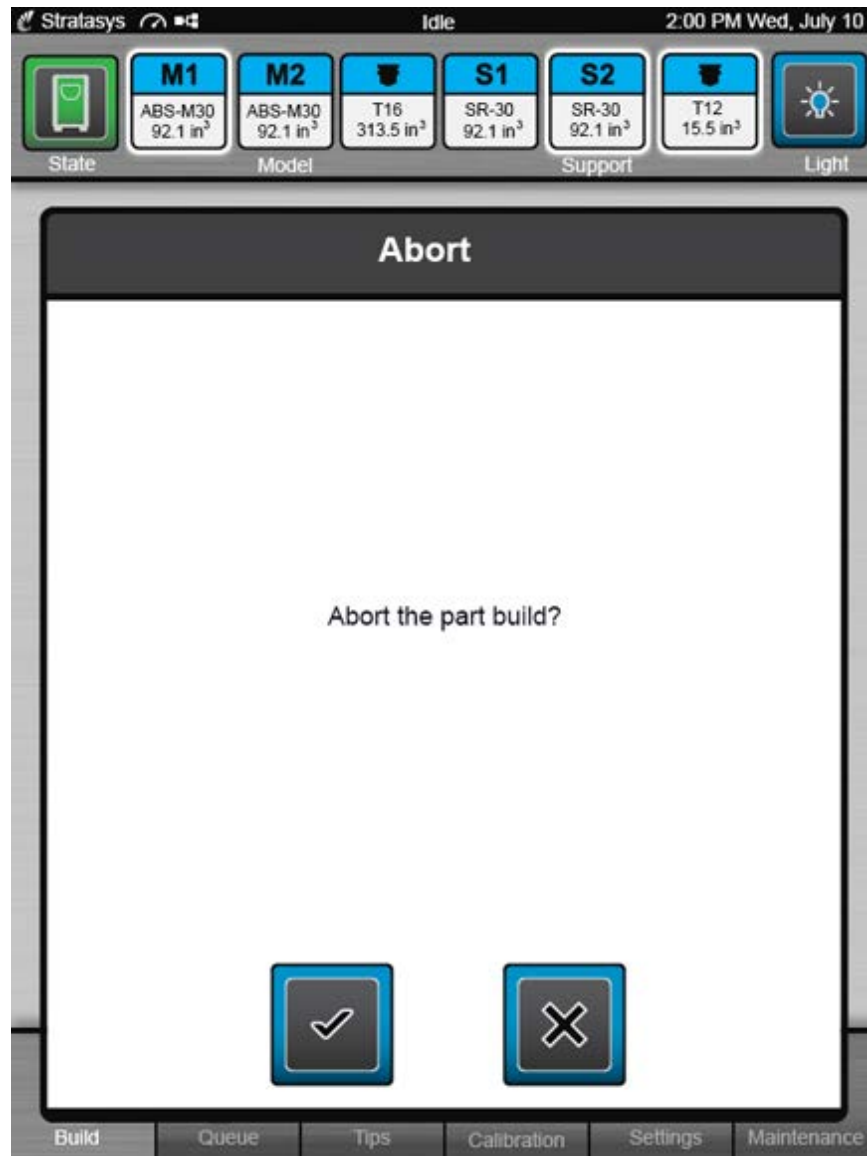 Stratasys Idle 2:00 PM Wed, July 10
M1 M2 S1 S2
ABS-M30 ABS-M30 T16 SR-30 SR-30 T12
92.1 in³ 92.1 in³ 313.5 in³ 92.1 in³ 92.1 in³ 15.5 in³
State Model Support Light
Abort
Abort the part build?
Build Queue Tips Calibration Settings Maintenance